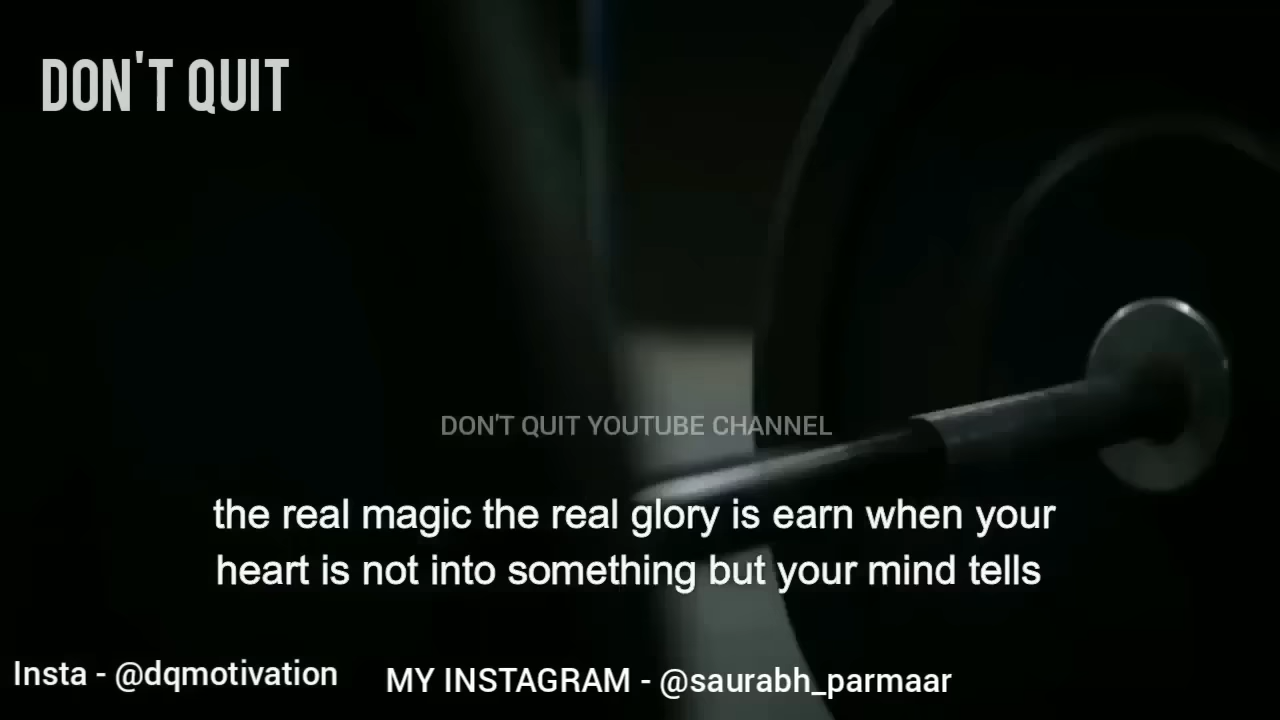 DON'T QUIT
DON'T QUIT YOUTUBE CHANNEL
the real magic the real glory is earn when your
heart is not into something but your mind tells
Insta - @dqmotivation
MY INSTAGRAM - @saurabh_parmaar